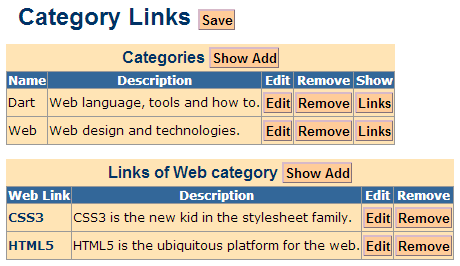 Category Links Save
Categories Show Add
Name Description Edit Remove Show
Dart Web language, tools and how to. Edit Remove Links
Web Web design and technologies. Edit Remove Links
Links of Web category Show Add
Web Link Description Edit Remove
CSS3 CSS3 is the new kid in the stylesheet family. Edit Remove
HTML5 HTML5 is the ubiquitous platform for the web. Edit Remove